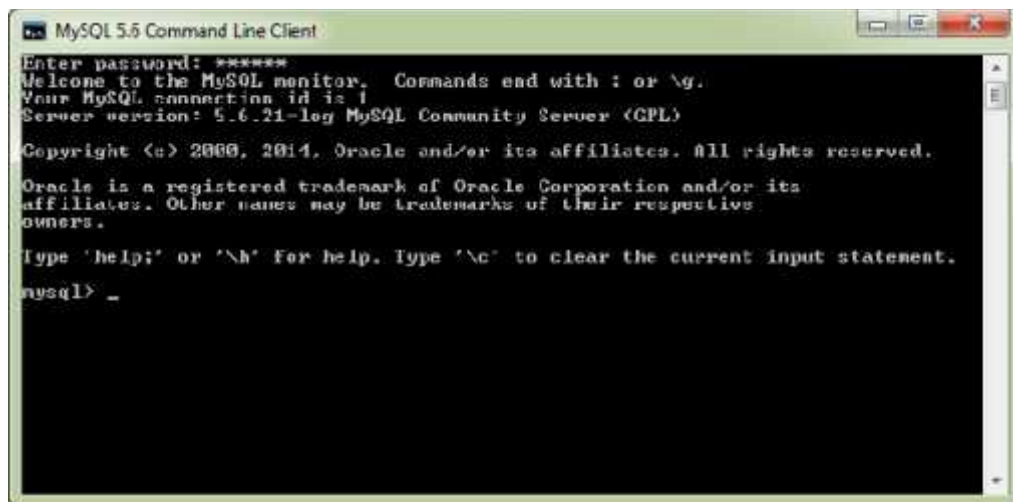 MySQL 5.6 Command Line Client
Enter password: ******
Welcome to the MySQL monitor.  Commands end with ; or \g.
Your MySQL connection id is 1
Server version: 5.6.21-log MySQL Community Server (GPL)
Copyright (c) 2000, 2014, Oracle and/or its affiliates. All rights reserved.
Oracle is a registered trademark of Oracle Corporation and/or its
affiliates. Other names may be trademarks of their respective
owners.
Type 'help;' or '\h' for help. Type '\c' to clear the current input statement.
mysql> _